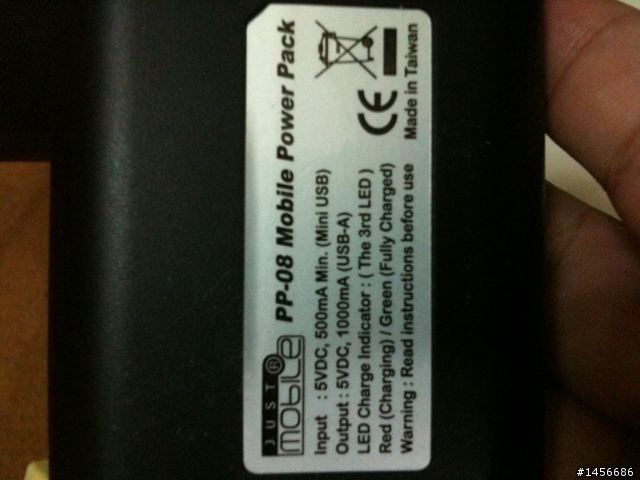 JUST
mobile®
PP-08 Mobile Power Pack
Input : 5VDC, 500mA Min. (Mini USB)
Output : 5VDC, 1000mA (USB-A)
LED Charge Indicator : ( The 3rd LED )
Red (Charging) / Green (Fully Charged)
Warning : Read instructions before use
CE
Made in Taiwan
#1456686